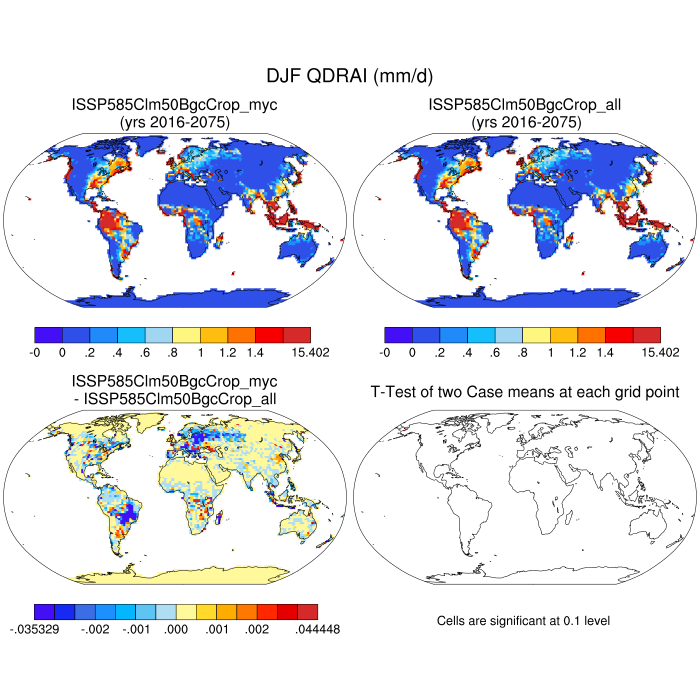 DJF QDRAI (mm/d)
ISSP585Clm50BgcCrop_myc
(yrs 2016-2075)
ISSP585Clm50BgcCrop_all
(yrs 2016-2075)
-0 0 .2 .4 .6 .8 1 1.2 1.4 15.402
-0 0 .2 .4 .6 .8 1 1.2 1.4 15.402
ISSP585Clm50BgcCrop_myc
- ISSP585Clm50BgcCrop_all
T-Test of two Case means at each grid point
-.035329 -.002 -.001 .000 .001 .002 .044448
Cells are significant at 0.1 level